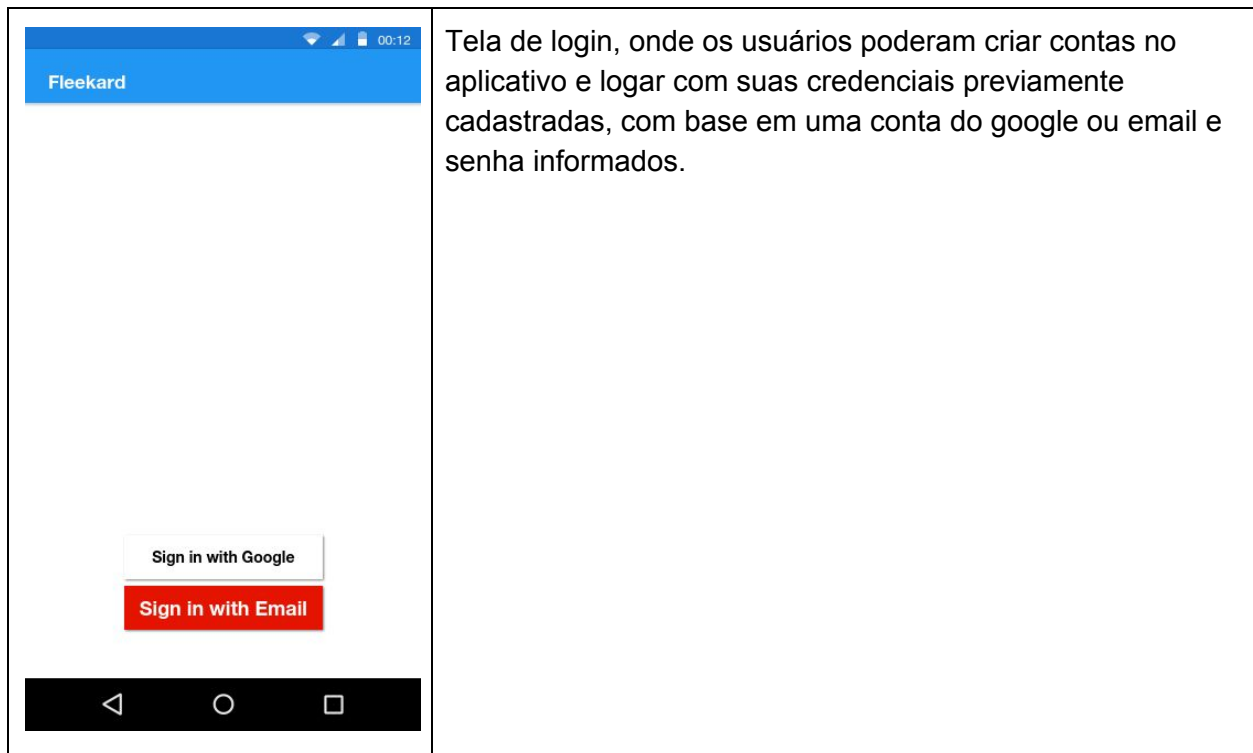 00:12
Fleekard
Sign in with Google
Sign in with Email
Tela de login, onde os usuários poderam criar contas no
aplicativo e logar com suas credenciais previamente
cadastradas, com base em uma conta do google ou email e
senha informados.